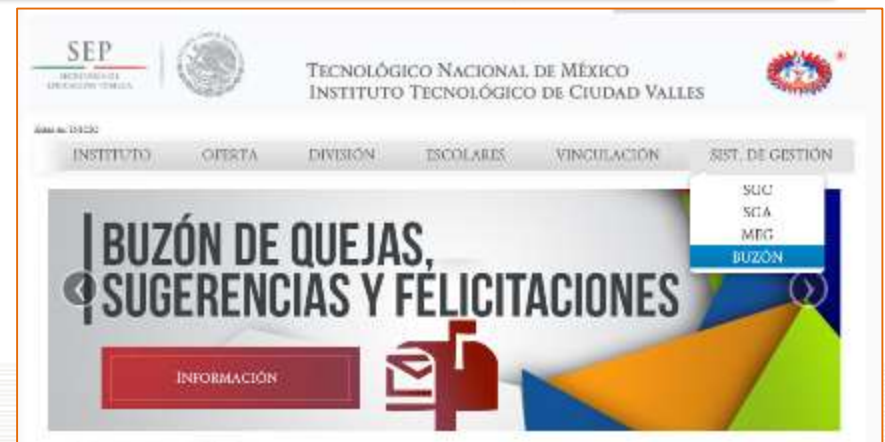 SEP
TECNOLÓGICO NACIONAL DE MÉXICO
INSTITUTO TECNOLÓGICO DE CIUDAD VALLES
INSTITUTO OFERTA DIVISIÓN ESCOLARES VINCULACIÓN SIST. DE GESTIÓN
SGC
SGA
MEG
BUZÓN
BUZÓN DE QUEJAS,
SUGERENCIAS Y FELICITACIONES
INFORMACIÓN